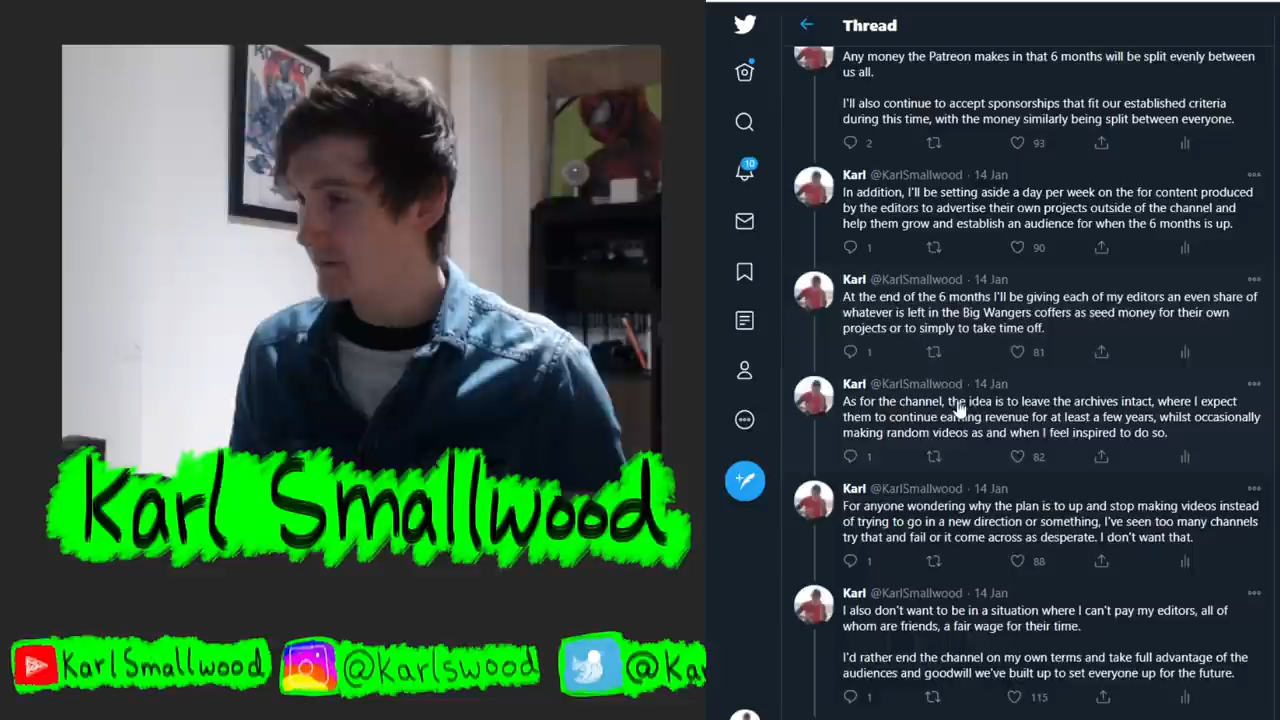 Karl Smallwood
KarlSmallwood
@Karlswood
@Ka
Thread
Any money the Patreon makes in that 6 months will be split evenly between
us all.
I'll also continue to accept sponsorships that fit our established criteria
during this time, with the money similarly being split between everyone.
2 93
Karl @KarlSmallwood · 14 Jan
In addition, I'll be setting aside a day per week on the for content produced
by the editors to advertise their own projects outside of the channel and
help them grow and establish an audience for when the 6 months is up.
1 90
10
Karl @KarlSmallwood · 14 Jan
At the end of the 6 months I'll be giving each of my editors an even share of
whatever is left in the Big Wangers coffers as seed money for their own
projects or to simply to take time off.
1 81
Karl @KarlSmallwood · 14 Jan
As for the channel, the idea is to leave the archives intact, where I expect
them to continue earning revenue for at least a few years, whilst occasionally
making random videos as and when I feel inspired to do so.
1 82
Karl @KarlSmallwood · 14 Jan
For anyone wondering why the plan is to up and stop making videos instead
of trying to go in a new direction or something, I've seen too many channels
try that and fail or it come across as desperate. I don't want that.
1 88
Karl @KarlSmallwood · 14 Jan
I also don't want to be in a situation where I can't pay my editors, all of
whom are friends, a fair wage for their time.
I'd rather end the channel on my own terms and take full advantage of the
audiences and goodwill we've built up to set everyone up for the future.
1 115